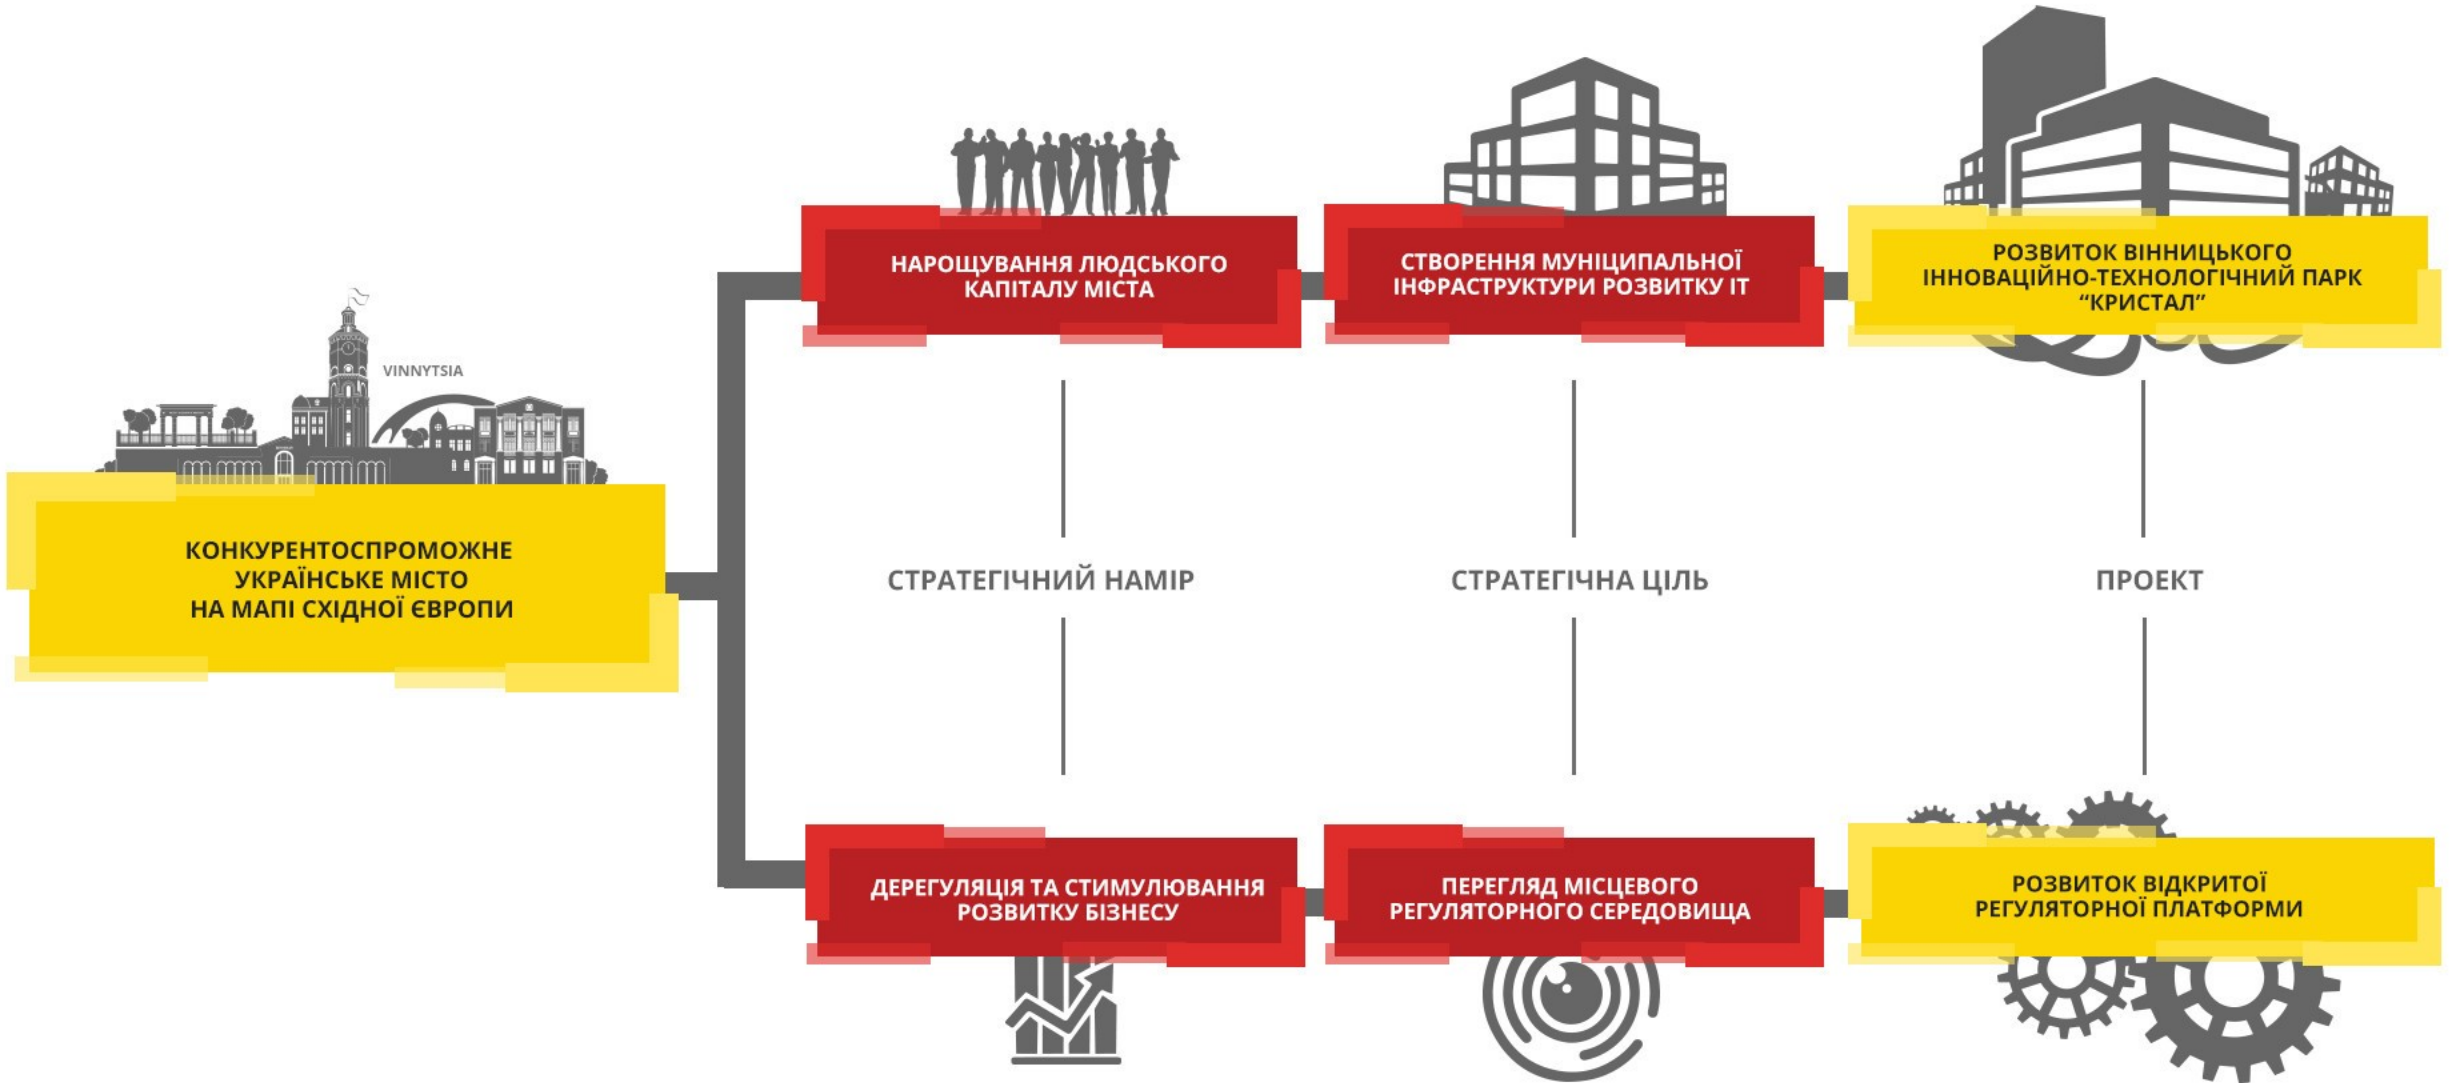 VINNYTSIA
КОНКУРЕНТОСПРОМОЖНЕ
УКРАЇНСЬКЕ МІСТО
НА МАПІ СХІДНОЇ ЄВРОПИ
НАРОЩУВАННЯ ЛЮДСЬКОГО
КАПІТАЛУ МІСТА
СТВОРЕННЯ МУНІЦИПАЛЬНОЇ
ІНФРАСТРУКТУРИ РОЗВИТКУ ІТ
РОЗВИТОК ВІННИЦЬКОГО
ІННОВАЦІЙНО-ТЕХНОЛОГІЧНИЙ ПАРК
“КРИСТАЛ”
СТРАТЕГІЧНИЙ НАМІР
СТРАТЕГІЧНА ЦІЛЬ
ПРОЕКТ
ДЕРЕГУЛЯЦІЯ ТА СТИМУЛЮВАННЯ
РОЗВИТКУ БІЗНЕСУ
ПЕРЕГЛЯД МІСЦЕВОГО
РЕГУЛЯТОРНОГО СЕРЕДОВИЩА
РОЗВИТОК ВІДКРИТОЇ
РЕГУЛЯТОРНОЇ ПЛАТФОРМИ